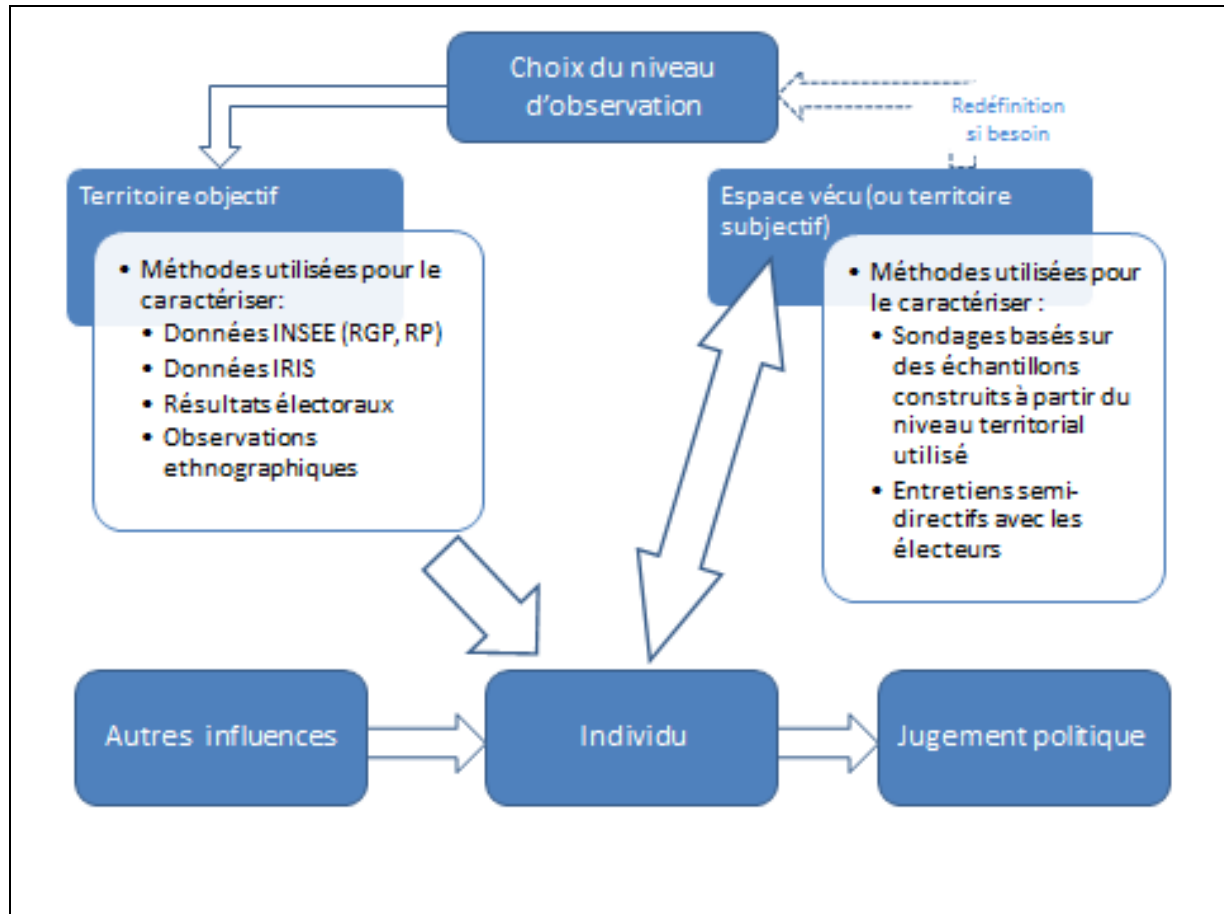 Choix du niveau
d'observation
Redéfinition
si besoin
Territoire objectif
• Méthodes utilisées pour le
caractériser:
• Données INSEE (RGP, RP)
• Données IRIS
• Résultats électoraux
• Observations
ethnographiques
Espace vécu (ou territoire
subjectif)
• Méthodes utilisées pour
le caractériser :
• Sondages basés sur
des échantillons
construits à partir du
niveau territorial
utilisé
• Entretiens semi-
directifs avec les
électeurs
Autres influences
Individu
Jugement politique